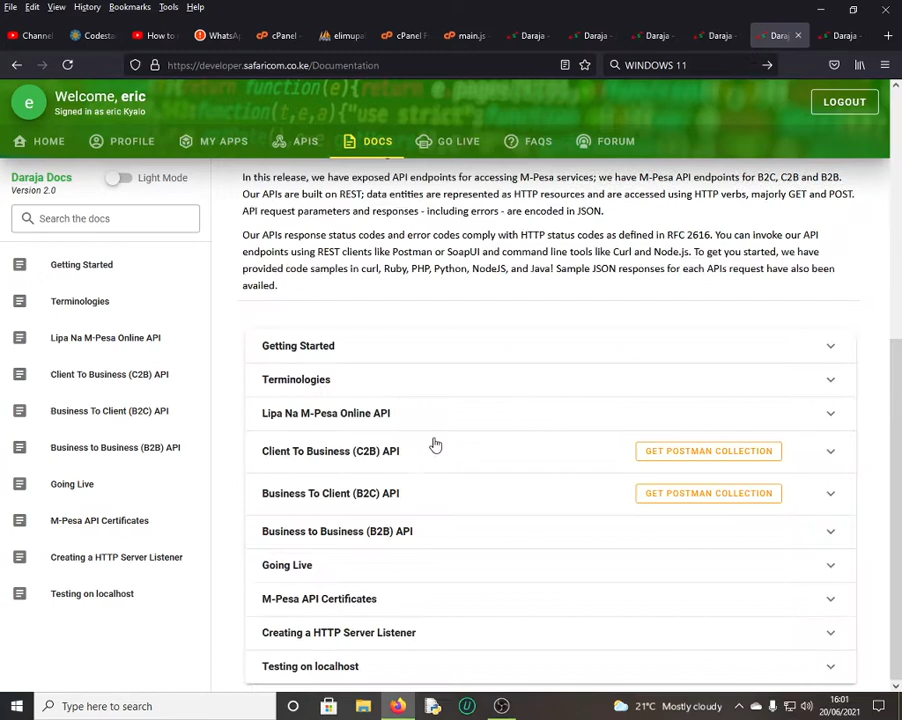 File Edit View History Bookmarks Tools Help
Channel Codesta How to WhatsA cPanel elimupal cPanel F main.js Daraja Daraja Daraja Daraja Daraja Daraja
https://developer.safaricom.co.ke/Documentation WINDOWS 11
e Welcome, eric
Signed in as eric Kyalo
LOGOUT
HOME PROFILE MY APPS APIS DOCS GO LIVE FAQS FORUM
Daraja Docs
Version 2.0
Light Mode
Search the docs
Getting Started
Terminologies
Lipa Na M-Pesa Online API
Client To Business (C2B) API
Business To Client (B2C) API
Business to Business (B2B) API
Going Live
M-Pesa API Certificates
Creating a HTTP Server Listener
Testing on localhost
In this release, we have exposed API endpoints for accessing M-Pesa services; we have M-Pesa API endpoints for B2C, C2B and B2B.
Our APIs are built on REST; data entities are represented as HTTP resources and are accessed using HTTP verbs, majorly GET and POST.
API request parameters and responses - including errors - are encoded in JSON.
Our APIs response status codes and error codes comply with HTTP status codes as defined in RFC 2616. You can invoke our API
endpoints using REST clients like Postman or SoapUI and command line tools like Curl and Node.js. To get you started, we have
provided code samples in curl, Ruby, PHP, Python, NodeJS, and Java! Sample JSON responses for each APIs request have also been
availed.
Getting Started
Terminologies
Lipa Na M-Pesa Online API
Client To Business (C2B) API GET POSTMAN COLLECTION
Business To Client (B2C) API GET POSTMAN COLLECTION
Business to Business (B2B) API
Going Live
M-Pesa API Certificates
Creating a HTTP Server Listener
Testing on localhost
Type here to search
21°C Mostly cloudy
16:01
20/06/2021